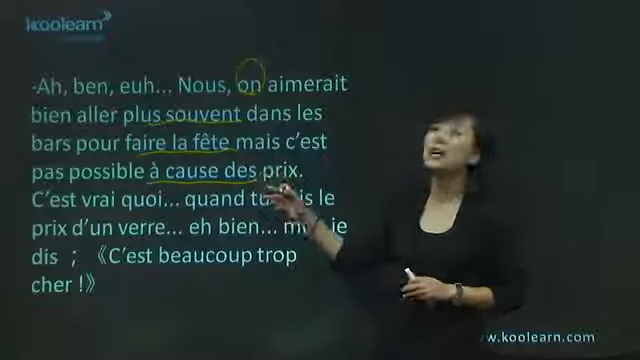 koolearn
-Ah, ben, euh... Nous, on aimerait
bien aller plus souvent dans les
bars pour faire la fête mais c'est
pas possible à cause des prix.
C'est vrai quoi... quand le
prix d'un verre... eh bien... je
dis ; 《C'est beaucoup trop
cher !》
w.koolearn.com